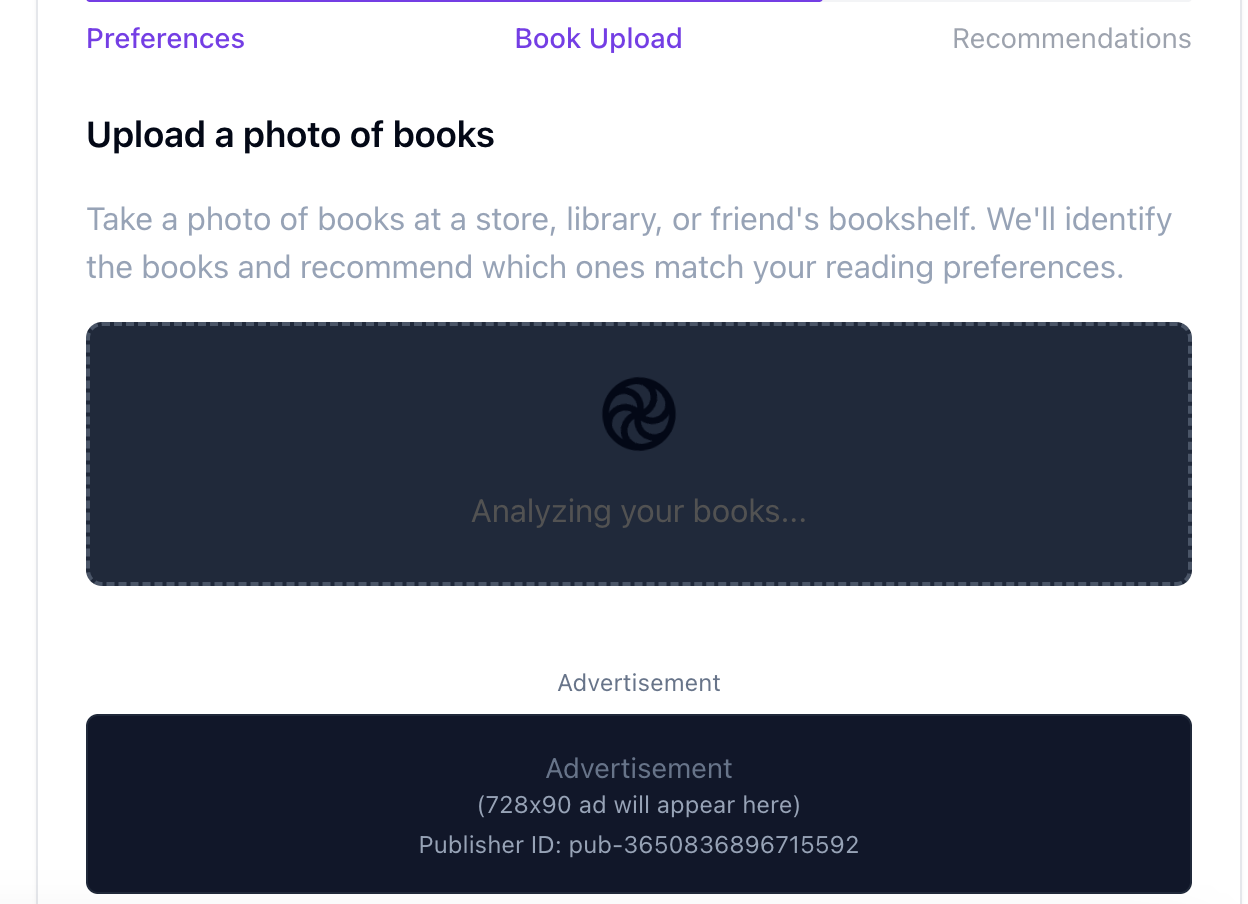 Preferences
Book Upload
Recommendations
Upload a photo of books
Take a photo of books at a store, library, or friend's bookshelf. We'll identify
the books and recommend which ones match your reading preferences.
Analyzing your books...
Advertisement
Advertisement
(728x90 ad will appear here)
Publisher ID: pub-3650836896715592